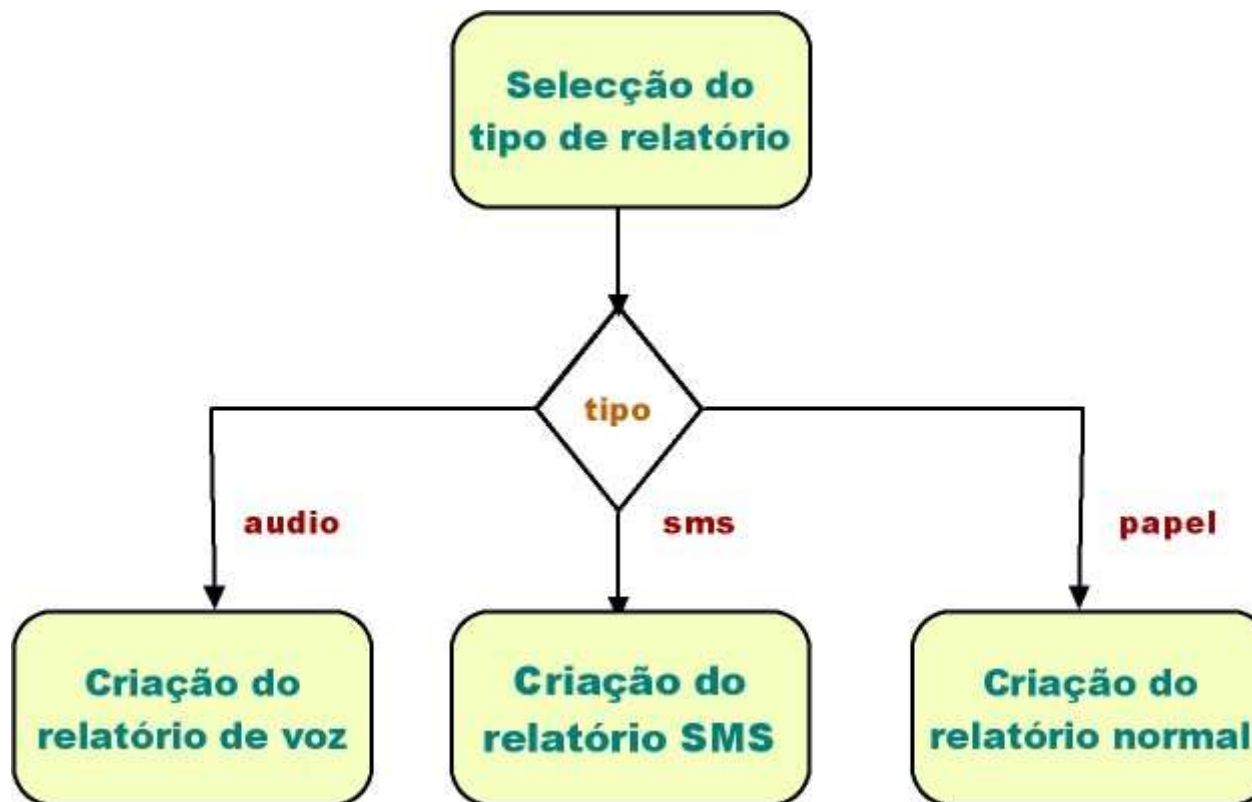 Selecção do
tipo de relatório
tipo
audio
sms
papel
Criação do
relatório de voz
Criação do
relatório SMS
Criação do
relatório normal